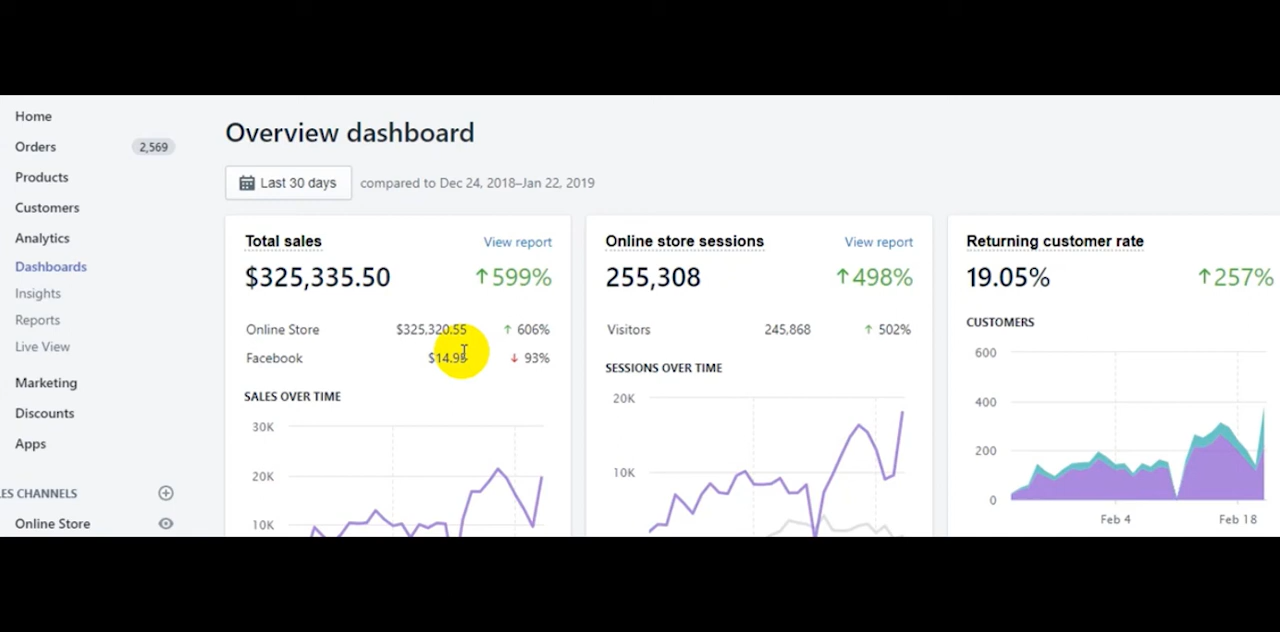 Home
Orders 2,569
Products
Customers
Analytics
Dashboards
Insights
Reports
Live View
Marketing
Discounts
Apps
ES CHANNELS
Online Store
Overview dashboard
Last 30 days compared to Dec 24, 2018–Jan 22, 2019
Total sales View report
$325,335.50 ↑599%
Online Store $325,320.55 ↑ 606%
Facebook $14.95 ↓ 93%
SALES OVER TIME
30K
20K
10K
Online store sessions View report
255,308 ↑498%
Visitors 245,868 ↑ 502%
SESSIONS OVER TIME
20K
10K
Returning customer rate
19.05% ↑257%
CUSTOMERS
600
400
200
0
Feb 4 Feb 18